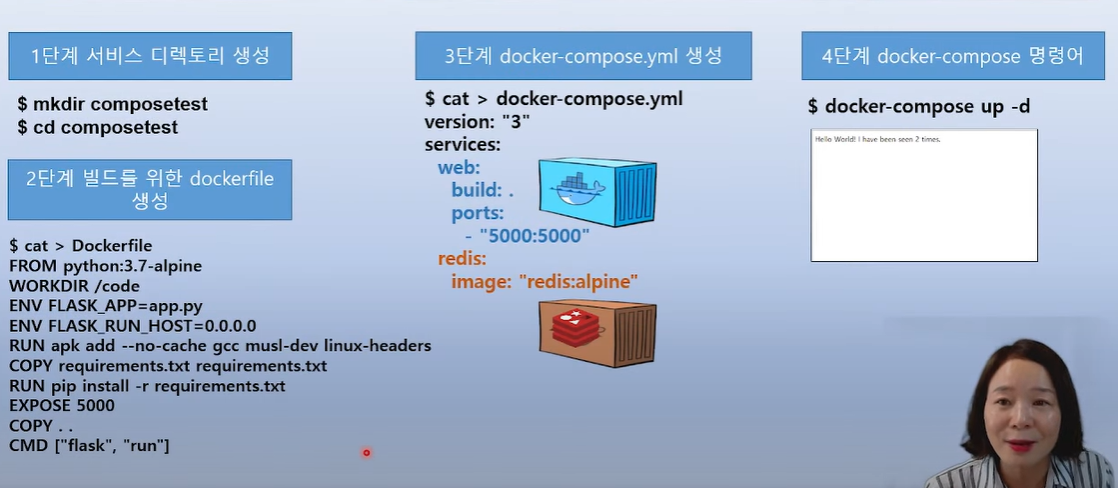 1단계 서비스 디렉토리 생성
$ mkdir composetest
$ cd composetest
2단계 빌드를 위한 dockerfile
생성
$ cat > Dockerfile
FROM python:3.7-alpine
WORKDIR /code
ENV FLASK_APP=app.py
ENV FLASK_RUN_HOST=0.0.0.0
RUN apk add --no-cache gcc musl-dev linux-headers
COPY requirements.txt requirements.txt
RUN pip install -r requirements.txt
EXPOSE 5000
COPY . .
CMD ["flask", "run"]
3단계 docker-compose.yml 생성
$ cat > docker-compose.yml
version: "3"
services:
web:
build: .
ports:
- "5000:5000"
redis:
image: "redis:alpine"
4단계 docker-compose 명령어
$ docker-compose up -d
Hello World! I have been seen 2 times.